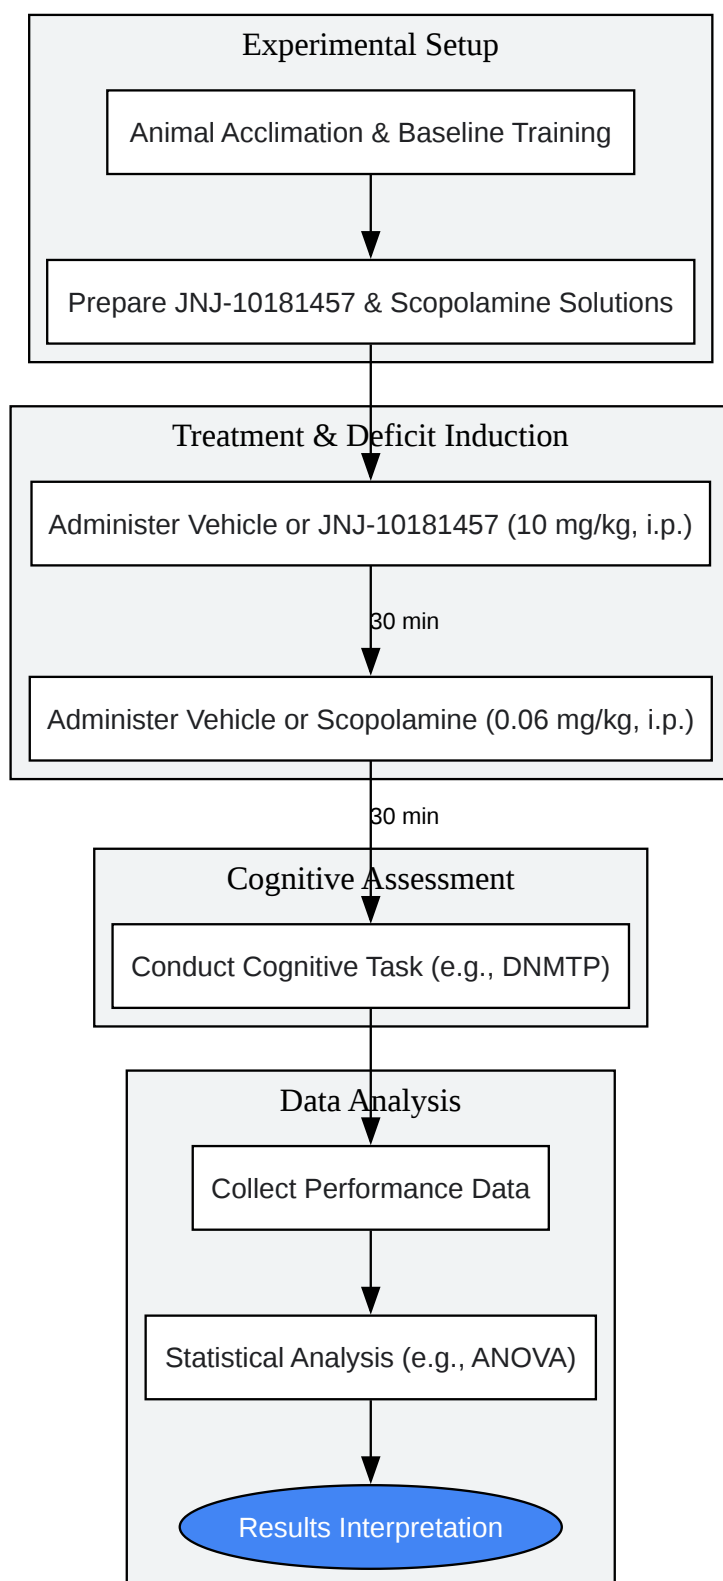 Experimental Setup
Animal Acclimation & Baseline Training
Prepare JNJ-10181457 & Scopolamine Solutions
Treatment & Deficit Induction
Administer Vehicle or JNJ-10181457 (10 mg/kg, i.p.)
30 min
Administer Vehicle or Scopolamine (0.06 mg/kg, i.p.)
30 min
Cognitive Assessment
Conduct Cognitive Task (e.g., DNMTP)
Data Analysis
Collect Performance Data
Statistical Analysis (e.g., ANOVA)
Results Interpretation